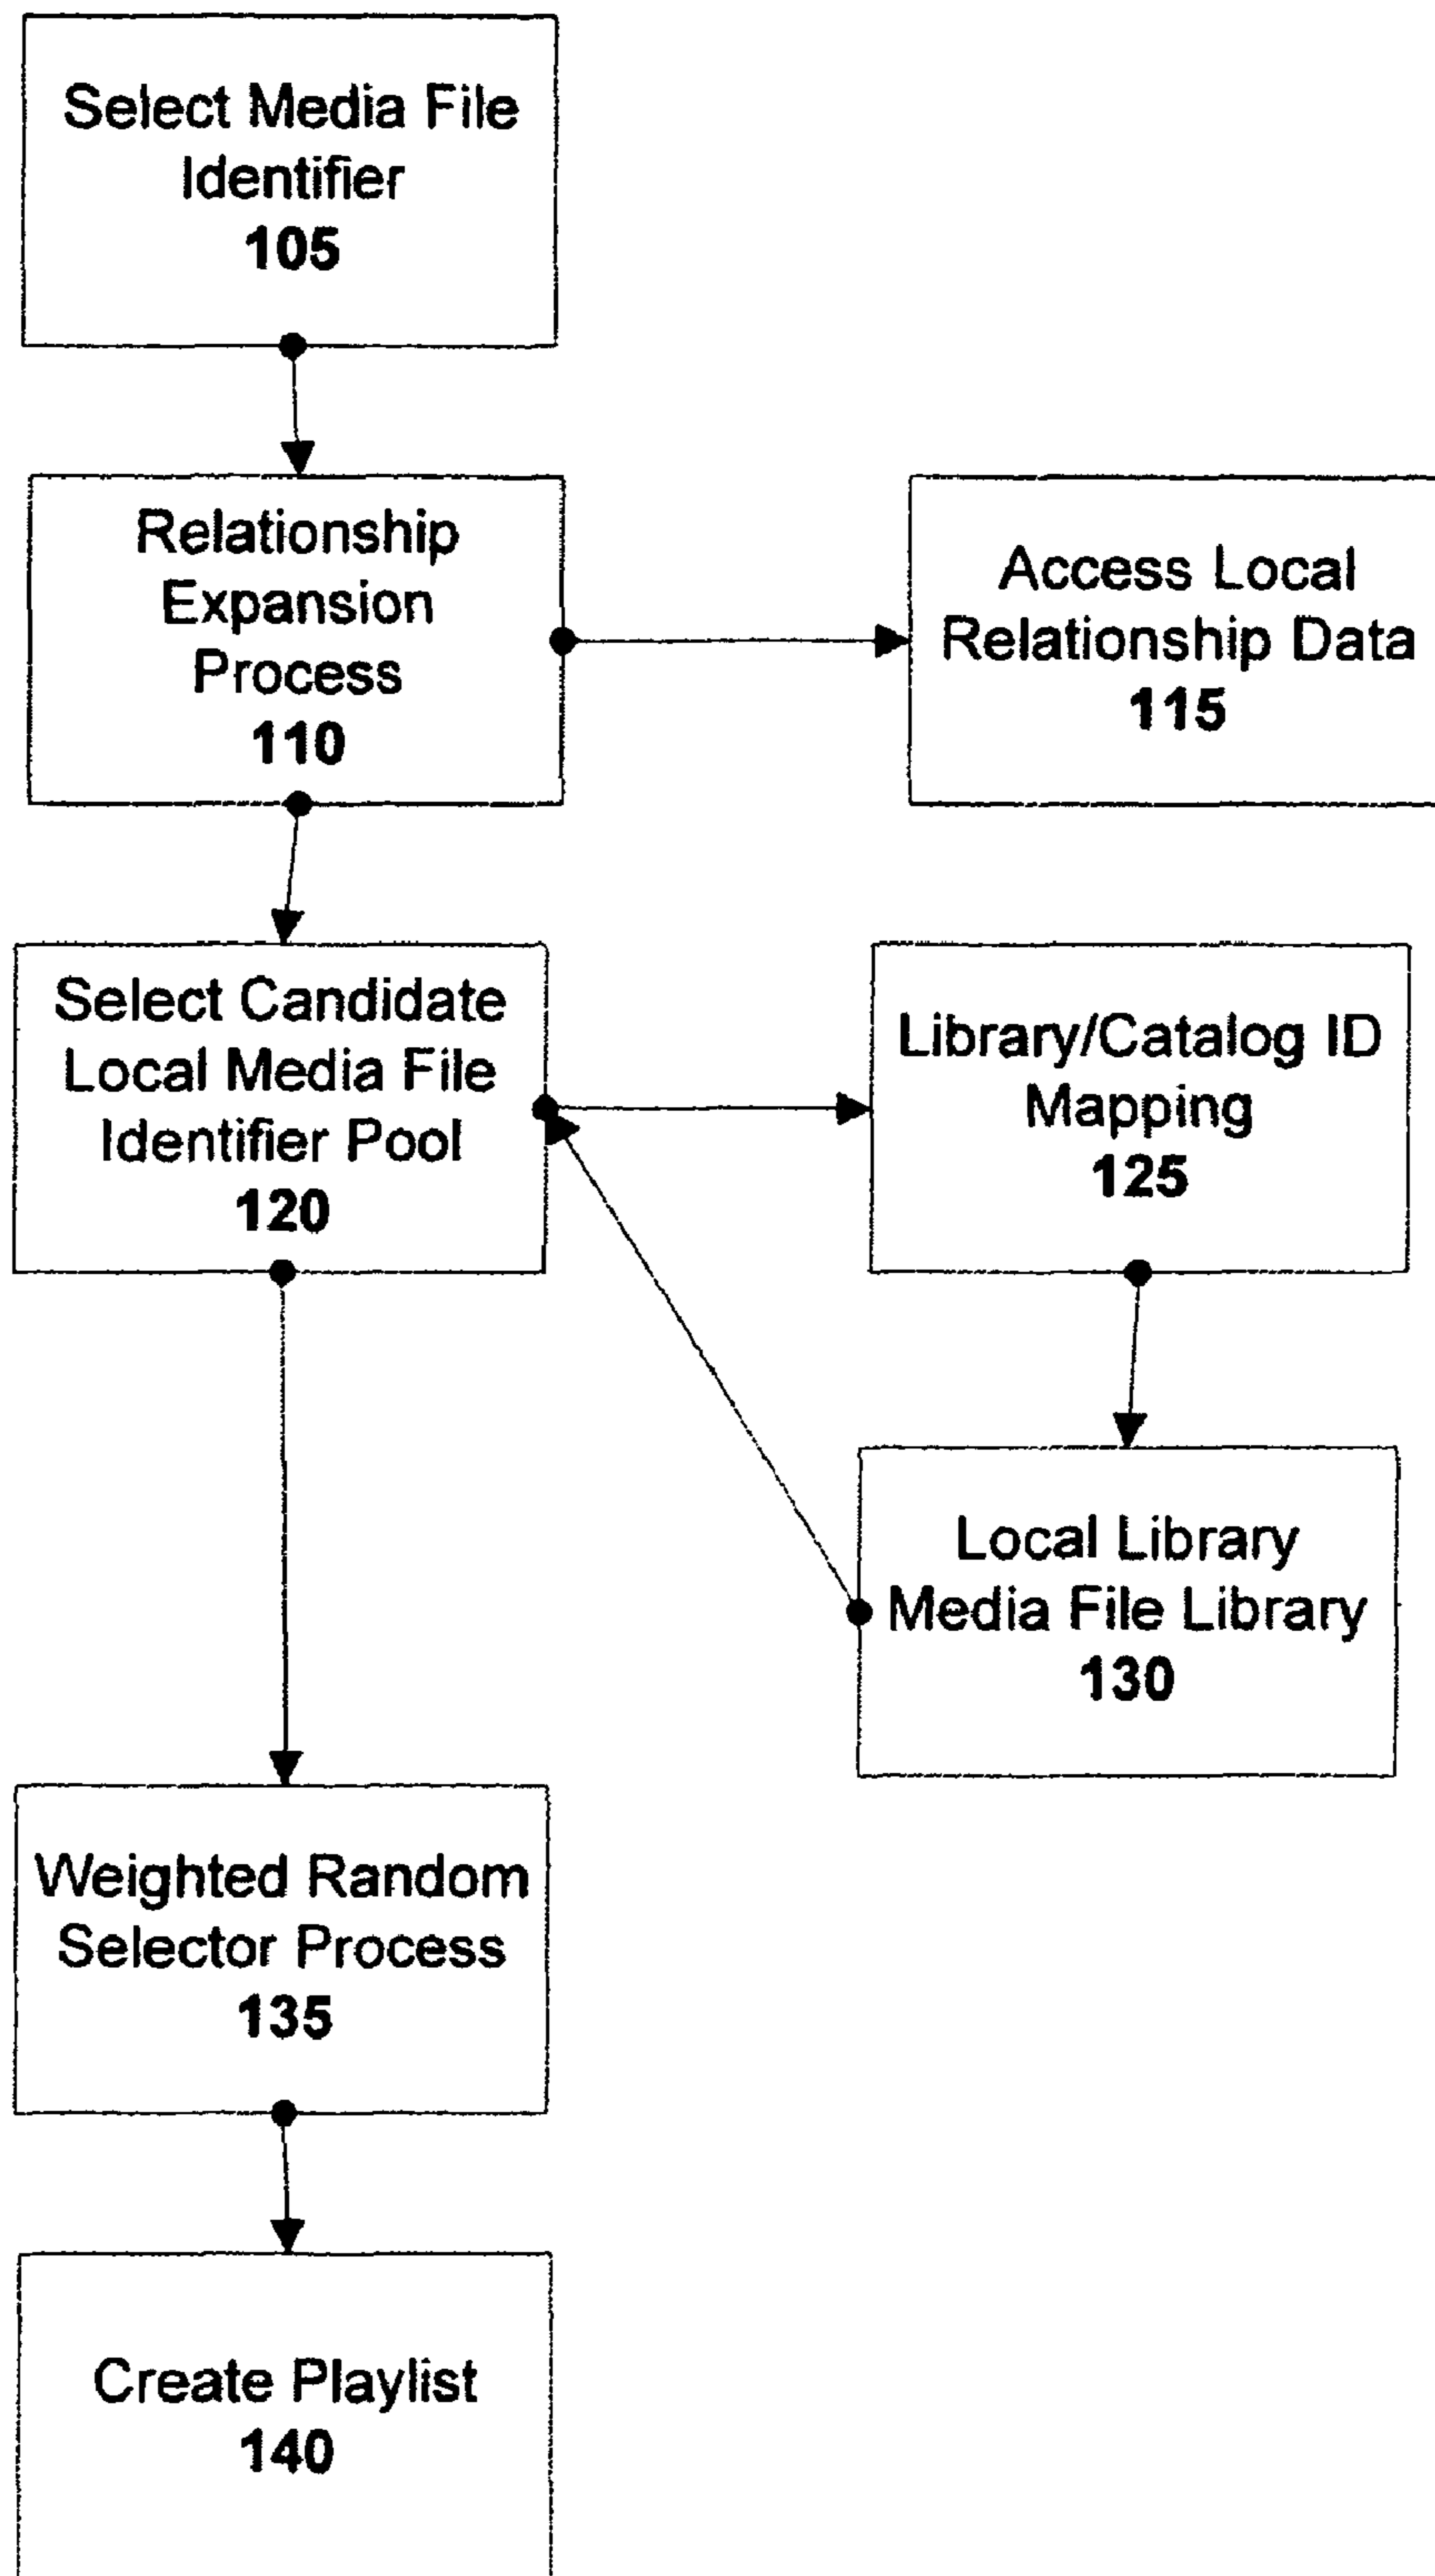 Select Media File
Identifier
105
Relationship
Expansion
Process
110
Access Local
Relationship Data
115
Select Candidate
Local Media File
Identifier Pool
120
Library/Catalog ID
Mapping
125
Local Library
Media File Library
130
Weighted Random
Selector Process
135
Create Playlist
140